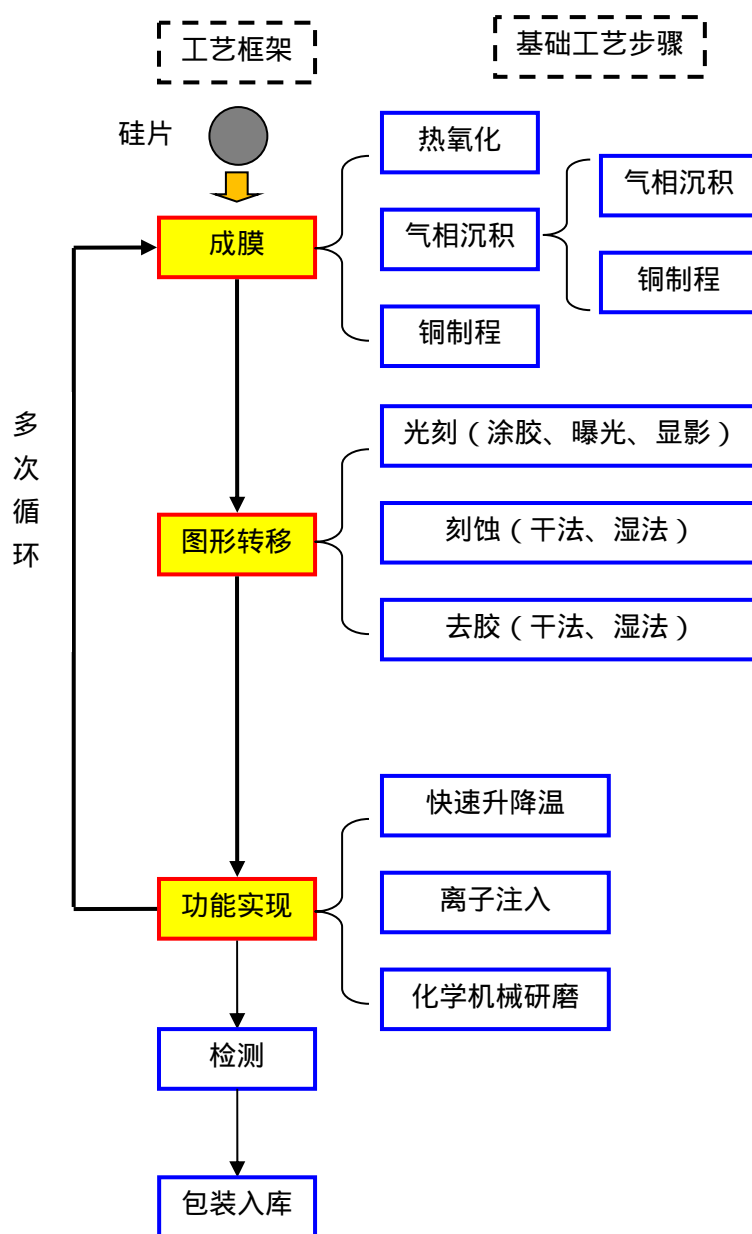 工艺框架
基础工艺步骤
硅片
热氧化
气相沉积
成膜
气相沉积
铜制程
铜制程
多次循环
光刻（涂胶、曝光、显影）
图形转移
刻蚀（干法、湿法）
去胶（干法、湿法）
快速升降温
功能实现
离子注入
化学机械研磨
检测
包装入库